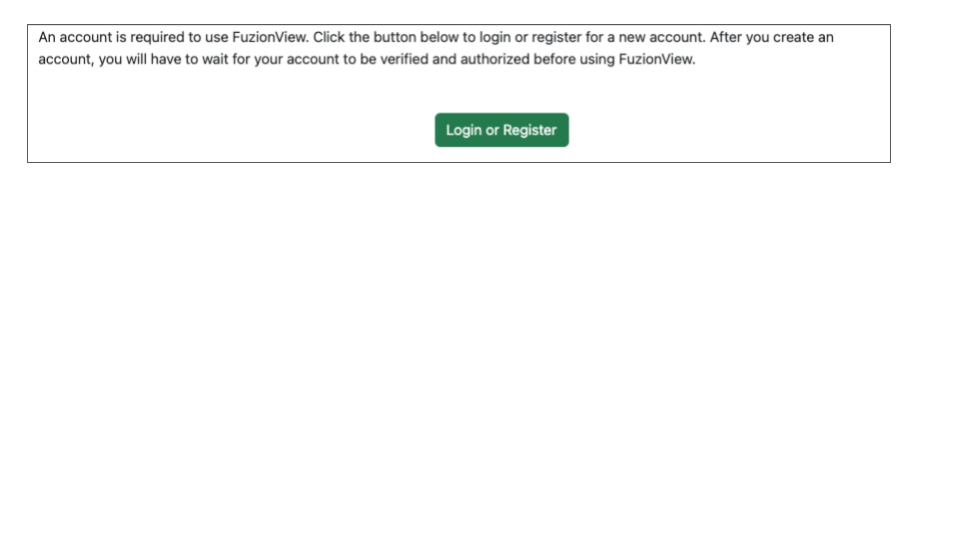 An account is required to use FuzionView. Click the button below to login or register for a new account. After you create an
account, you will have to wait for your account to be verified and authorized before using FuzionView.
Login or Register